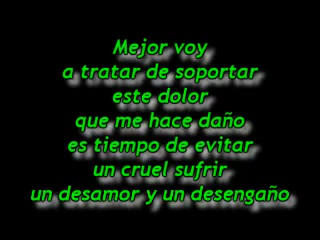 Mejor voy
a tratar de soportar
este dolor
que me hace daño
es tiempo de evitar
un cruel sufrir
un desamor y un desengaño